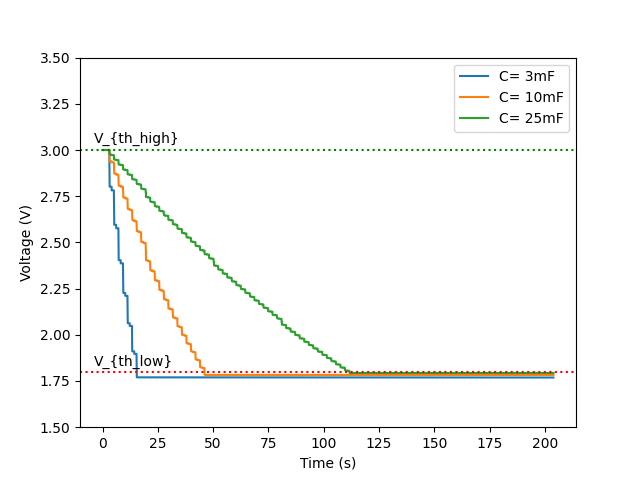 3.50
3.25
3.00
2.75
2.50
2.25
2.00
1.75
1.50
Voltage (V)
V_{th_high}
V_{th_low}
C= 3mF
C= 10mF
C= 25mF
0
25
50
75
100
125
150
175
200
Time (s)